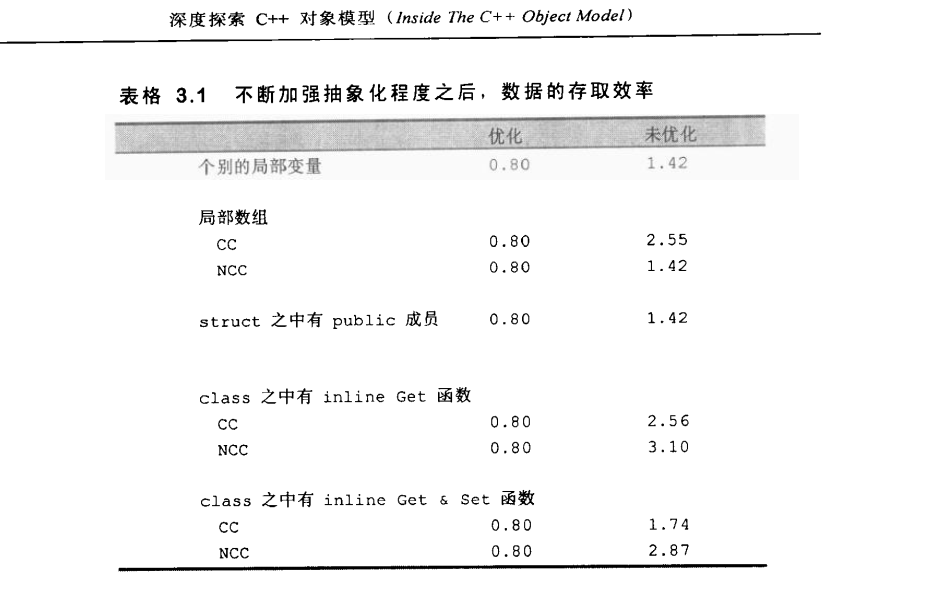 深度探索 C++ 对象模型（Inside The C++ Object Model）
表格 3.1 不断加强抽象化程度之后，数据的存取效率
优化 未优化
个别的局部变量 0.80 1.42
局部数组
CC 0.80 2.55
NCC 0.80 1.42
struct 之中有 public 成员 0.80 1.42
class 之中有 inline Get 函数
CC 0.80 2.56
NCC 0.80 3.10
class 之中有 inline Get & Set 函数
CC 0.80 1.74
NCC 0.80 2.87